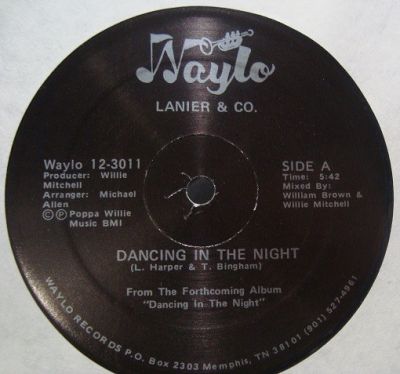 Waylo
LANIER & CO.
Waylo 12-3011
Producer: Willie
Mitchell
Arranger: Michael
Allen
Ⓒ Ⓟ Poppa Willie
Music BMI
SIDE A
Time: 5:42
Mixed By:
William Brown &
Willie Mitchell
DANCING IN THE NIGHT
(L. Harper & T. Bingham)
From The Forthcoming Album
"Dancing In The Night"
WAYLO RECORDS P.O. Box 2303 Memphis, TN 38101 (901) 527-4961